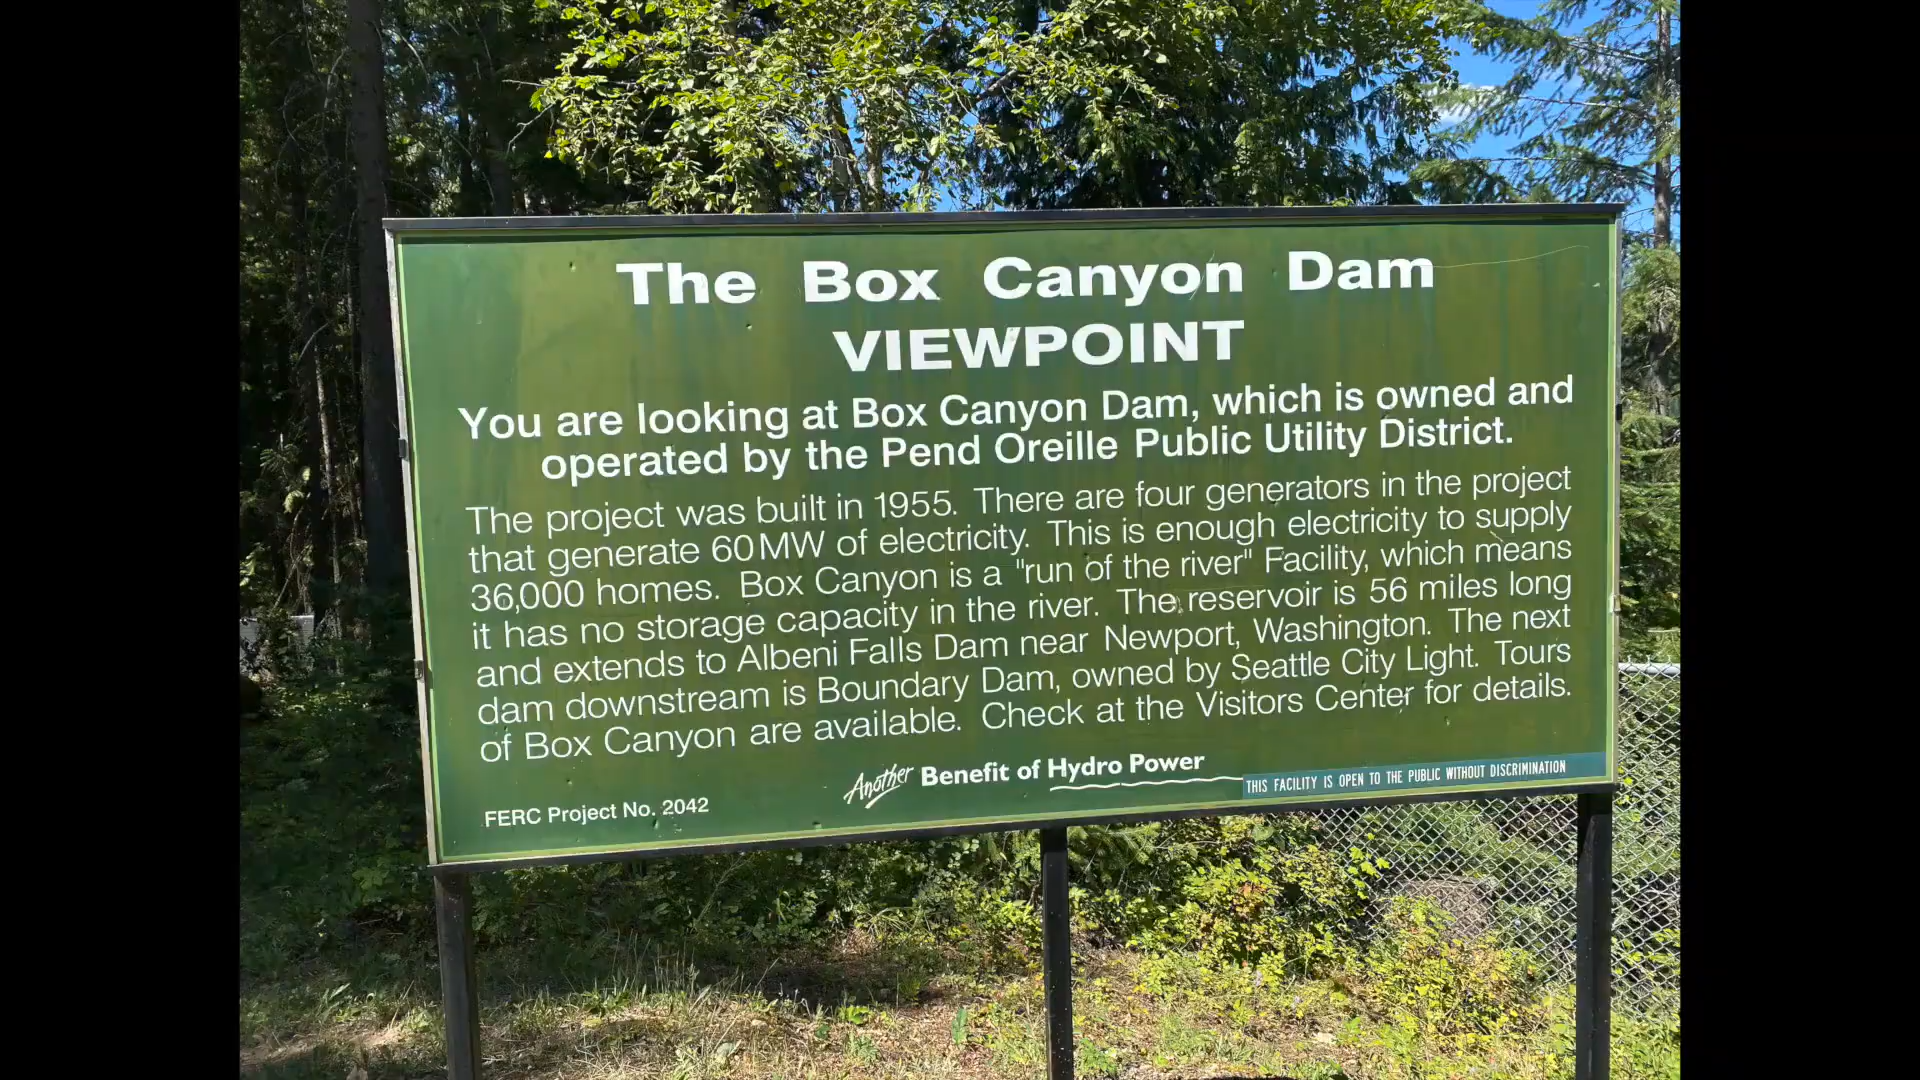 The Box Canyon Dam
VIEWPOINT
You are looking at Box Canyon Dam, which is owned and
operated by the Pend Oreille Public Utility District.
The project was built in 1955. There are four generators in the project
that generate 60MW of electricity. This is enough electricity to supply
36,000 homes. Box Canyon is a "run of the river" Facility, which means
it has no storage capacity in the river. The reservoir is 56 miles long
and extends to Albeni Falls Dam near Newport, Washington. The next
dam downstream is Boundary Dam, owned by Seattle City Light. Tours
of Box Canyon are available. Check at the Visitors Center for details.
Another Benefit of Hydro Power
THIS FACILITY IS OPEN TO THE PUBLIC WITHOUT DISCRIMINATION
FERC Project No. 2042